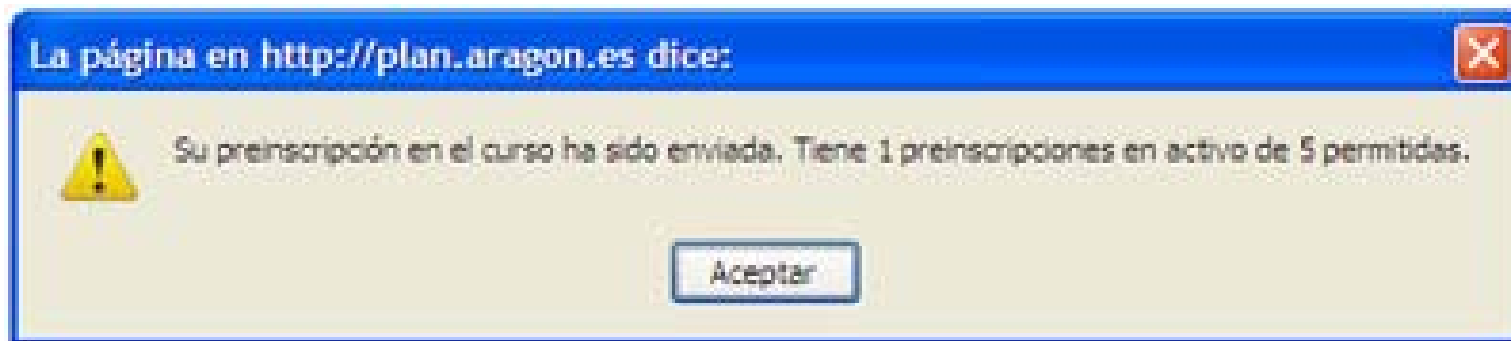 La página en http://plan.aragon.es dice:
Su preinscripción en el curso ha sido enviada. Tiene 1 preinscripciones en activo de 5 permitidas.
Aceptar